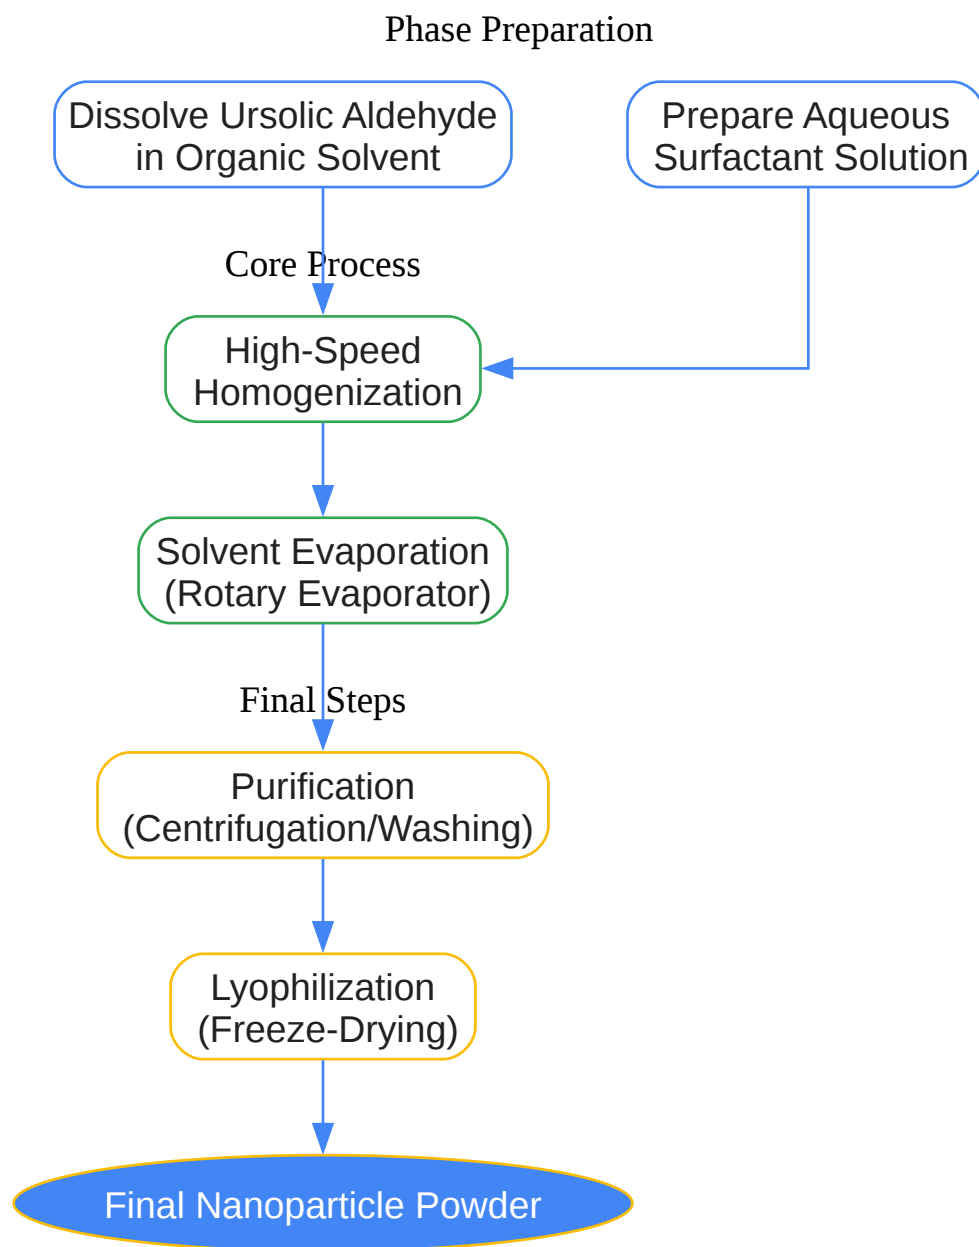 Phase Preparation
Dissolve Ursolic Aldehyde
in Organic Solvent
Prepare Aqueous
Surfactant Solution
Core Process
High-Speed
Homogenization
Solvent Evaporation
(Rotary Evaporator)
Final Steps
Purification
(Centrifugation/Washing)
Lyophilization
(Freeze-Drying)
Final Nanoparticle Powder